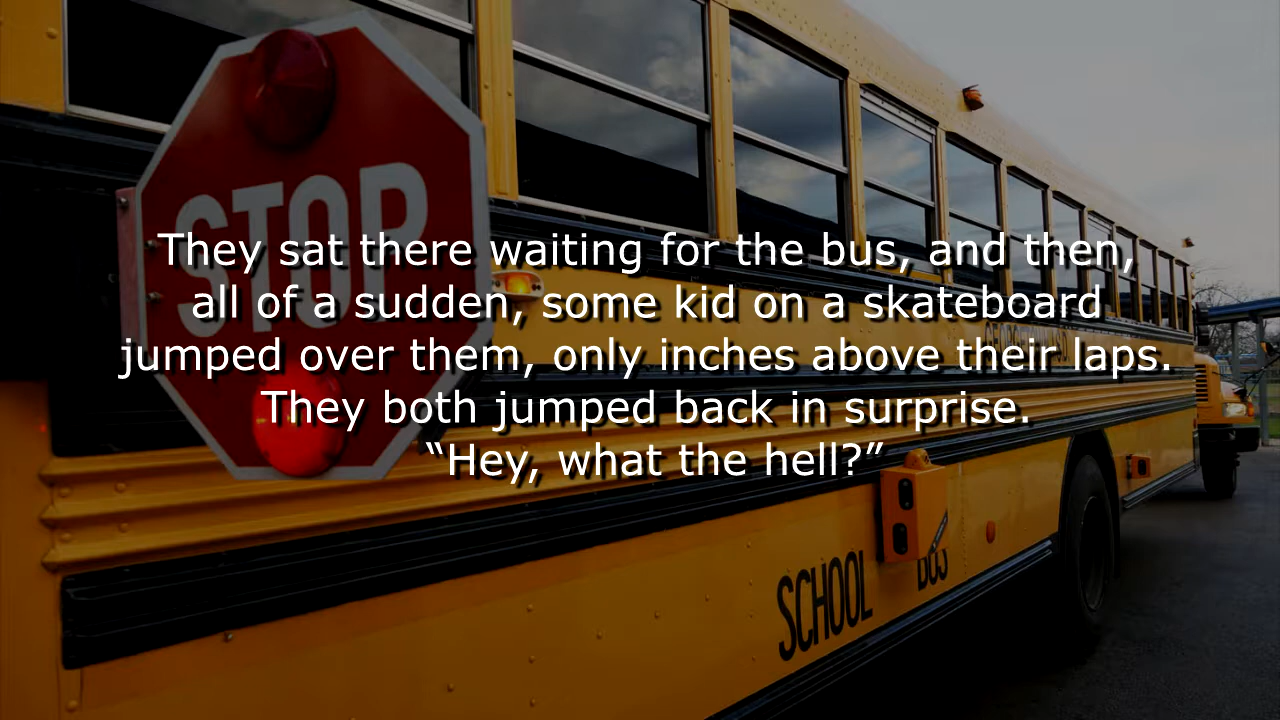 STOP
They sat there waiting for the bus, and then,
all of a sudden, some kid on a skateboard
jumped over them, only inches above their laps.
They both jumped back in surprise.
“Hey, what the hell?”
SCHOOL BUS